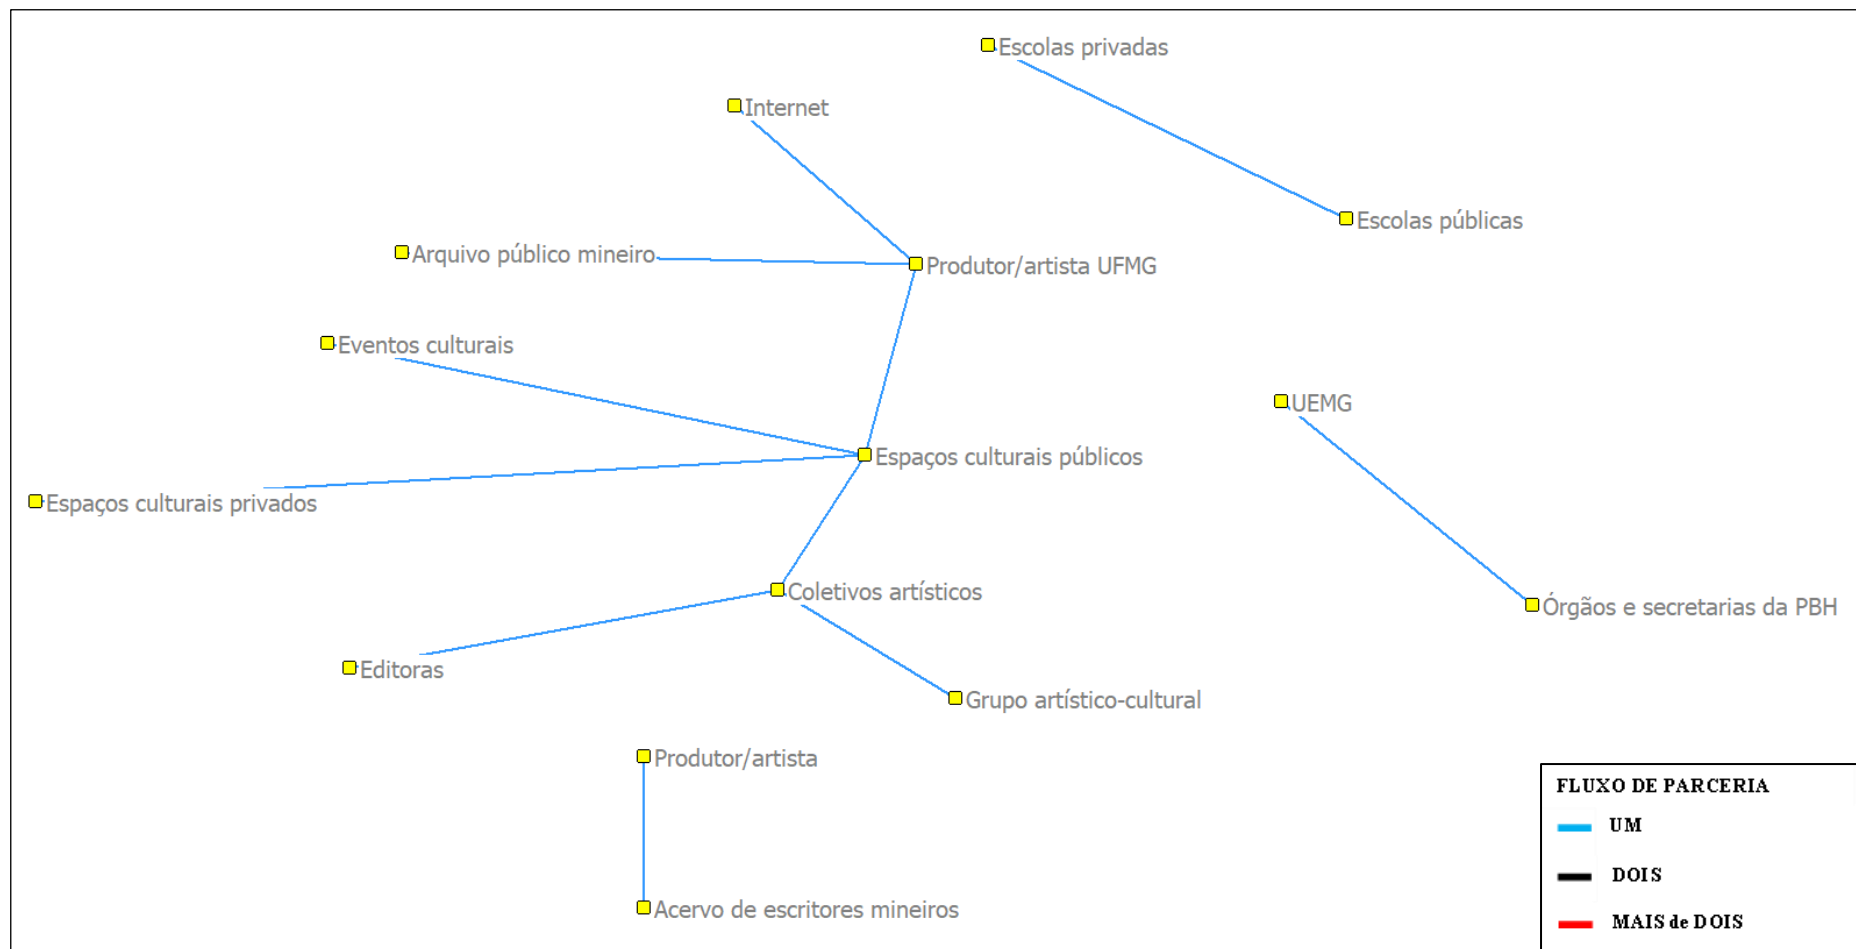 Escolas privadas
Internet
Escolas públicas
Arquivo público mineiro
Produtor/artista UFMG
Eventos culturais
UEMG
Espaços culturais públicos
Espaços culturais privados
Coletivos artísticos
Órgãos e secretarias da PBH
Editoras
Grupo artístico-cultural
Produtor/artista
Acervo de escritores mineiros
FLUXO DE PARCERIA
UM
DOIS
MAIS de DOIS